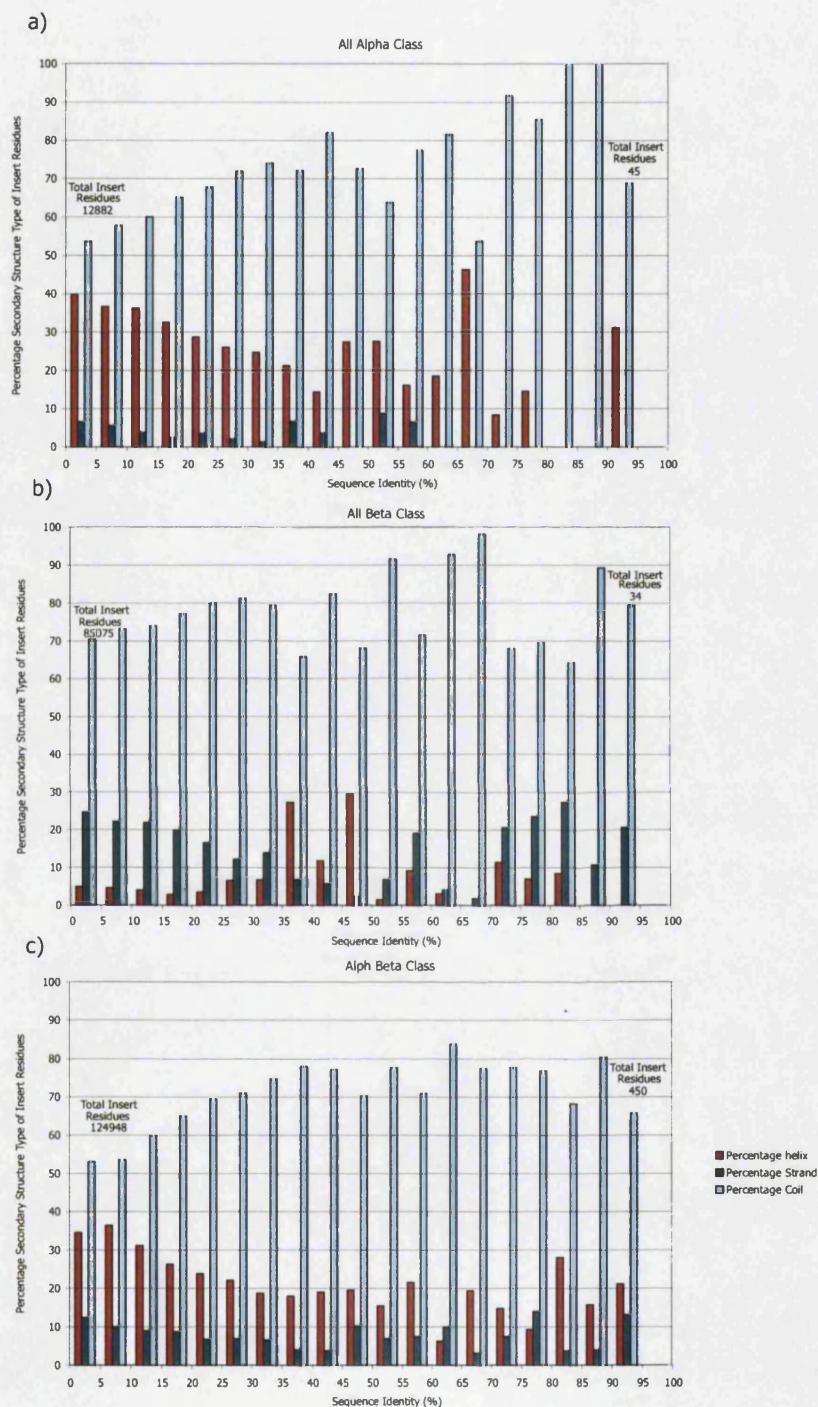 a)
All Alpha Class
Percentage Secondary Structure Type of Insert Residues
100
90
80
70
60
50
40
30
20
10
0
Total Insert
Residues
12882
Total Insert
Residues
45
0 5 10 15 20 25 30 35 40 45 50 55 60 65 70 75 80 85 90 95 100
Sequence Identity (%)
b)
All Beta Class
Percentage Secondary Structure Type of Insert Residues
100
90
80
70
60
50
40
30
20
10
0
Total Insert
Residues
85075
Total Insert
Residues
34
0 5 10 15 20 25 30 35 40 45 50 55 60 65 70 75 80 85 90 95 100
Sequence Identity (%)
c)
Alph Beta Class
Percentage Secondary Structure Type of Insert Residues
100
90
80
70
60
50
40
30
20
10
0
Total Insert
Residues
124948
Total Insert
Residues
450
0 5 10 15 20 25 30 35 40 45 50 55 60 65 70 75 80 85 90 95 100
Sequence Identity (%)
Percentage helix
Percentage Strand
Percentage Coil